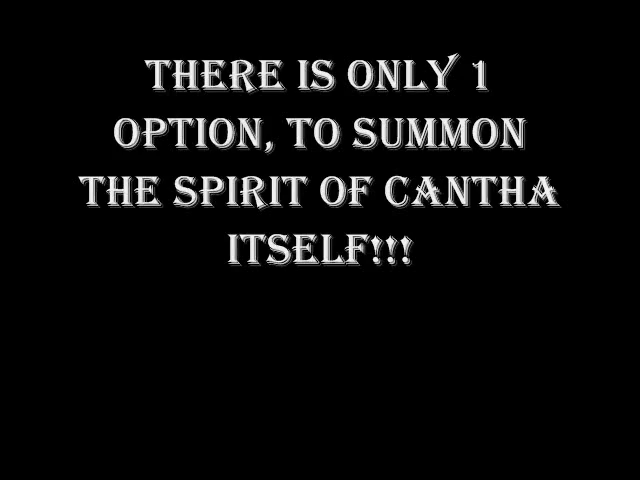 THERE IS ONLY 1
OPTION, TO SUMMON
THE SPIRIT OF CANTHA
ITSELF!!!